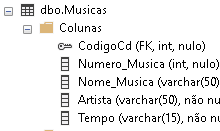 dbo.Musicas
Colunas
CodigoCd (FK, int, nulo)
Numero_Musica (int, nulo)
Nome_Musica (varchar(50)
Artista (varchar(50), não nu
Tempo (varchar(15), não nu